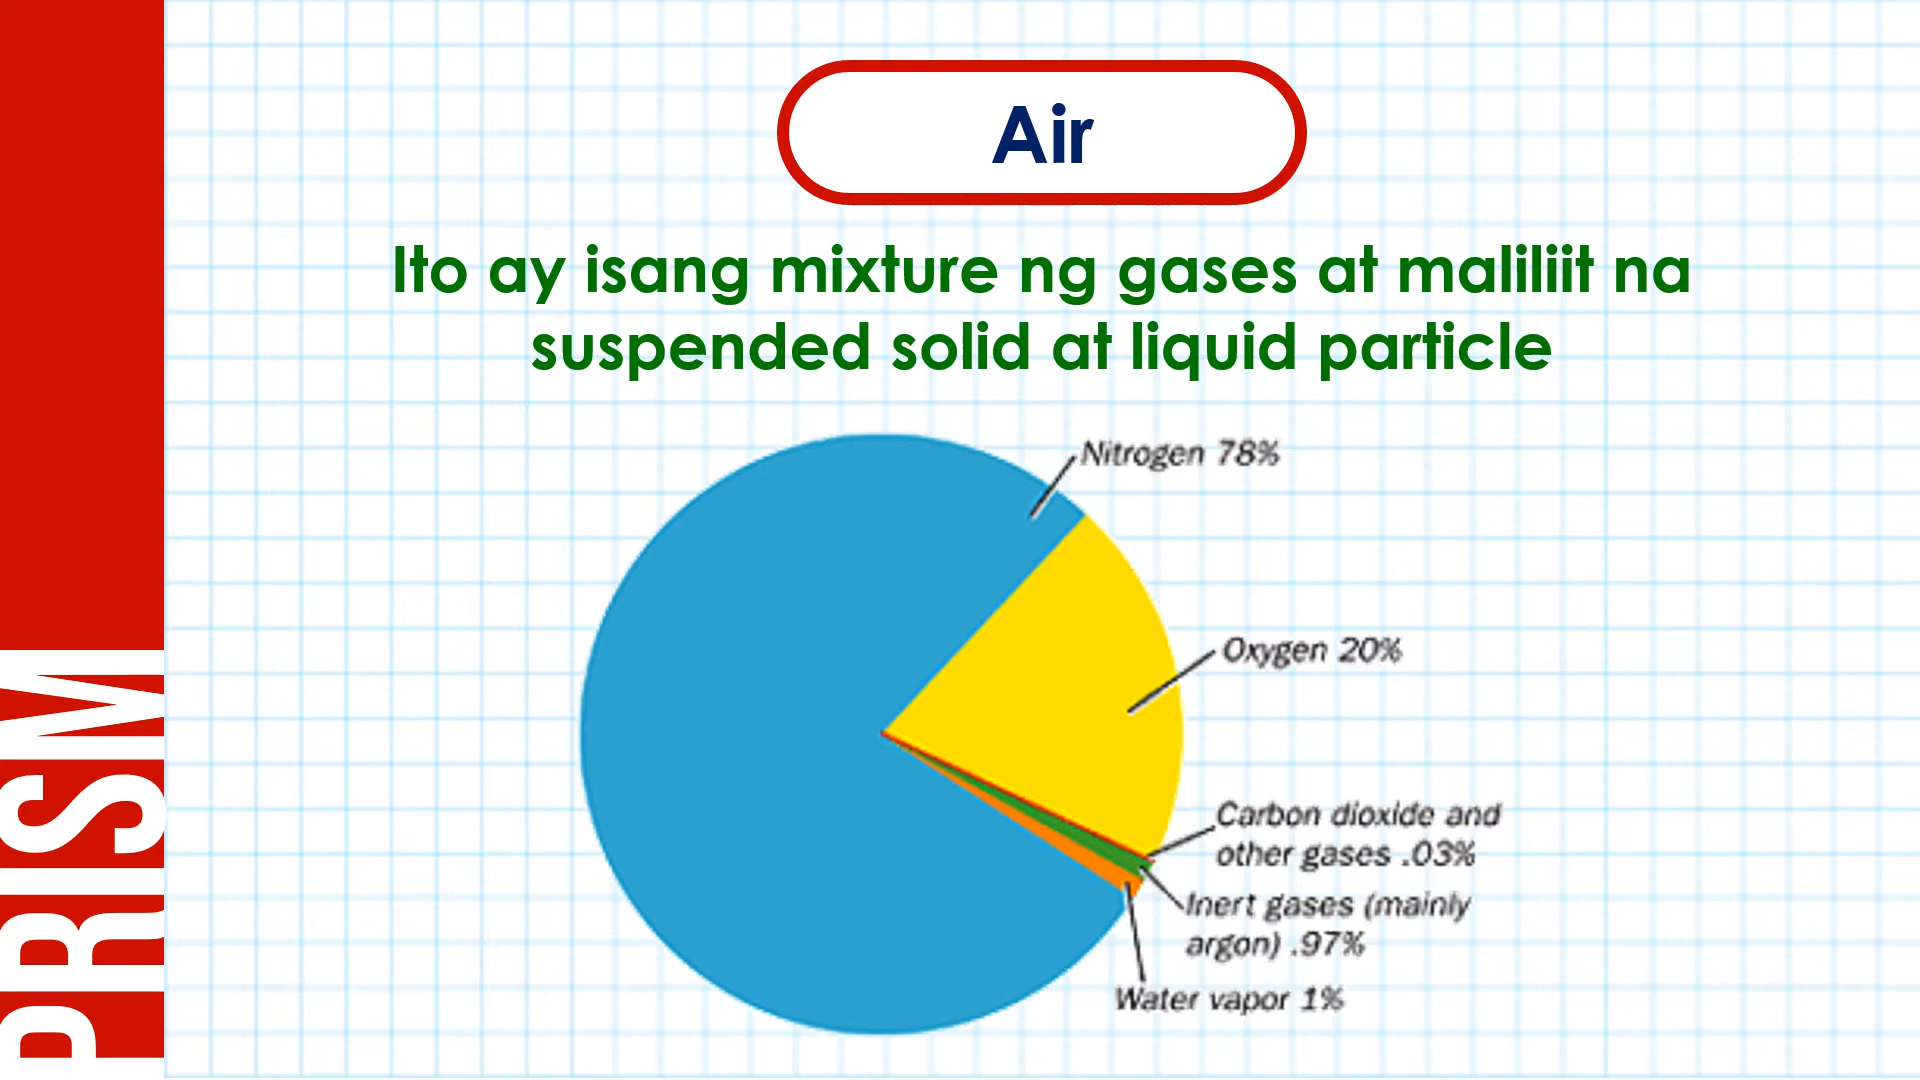 Air
Ito ay isang mixture ng gases at maliliit na
suspended solid at liquid particle
Nitrogen 78%
Oxygen 20%
Carbon dioxide and
other gases .03%
Inert gases (mainly
argon) .97%
Water vapor 1%
PRISM